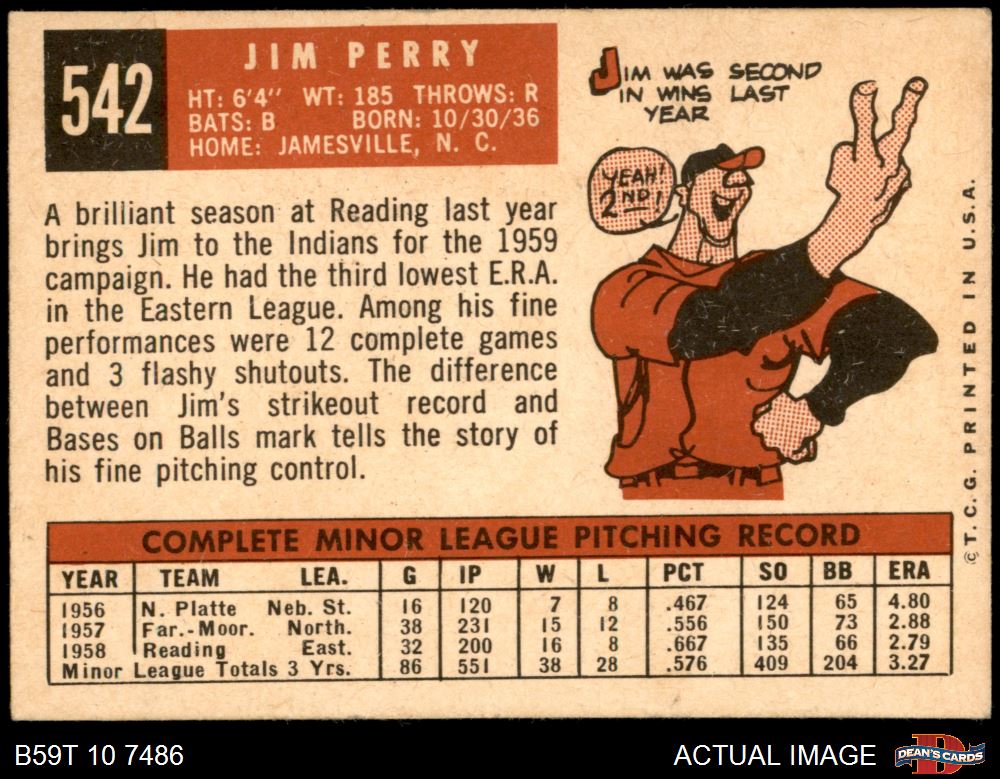 542
JIM PERRY
HT: 6'4" WT: 185 THROWS: R
BATS: B BORN: 10/30/36
HOME: JAMESVILLE, N. C.
JIM WAS SECOND
IN WINS LAST
YEAR
YEAH!
2ND!
A brilliant season at Reading last year
brings Jim to the Indians for the 1959
campaign. He had the third lowest E.R.A.
in the Eastern League. Among his fine
performances were 12 complete games
and 3 flashy shutouts. The difference
between Jim's strikeout record and
Bases on Balls mark tells the story of
his fine pitching control.
© T. C. G. PRINTED IN U.S.A.
COMPLETE MINOR LEAGUE PITCHING RECORD
YEAR TEAM LEA. G IP W L PCT SO BB ERA
1956 N. Platte Neb. St. 16 120 7 8 .467 124 65 4.80
1957 Far.-Moor. North. 38 231 15 12 .556 150 73 2.88
1958 Reading East. 32 200 16 8 .667 135 66 2.79
Minor League Totals 3 Yrs. 86 551 38 28 .576 409 204 3.27
B59T 10 7486
ACTUAL IMAGE
DEAN'S CARDS